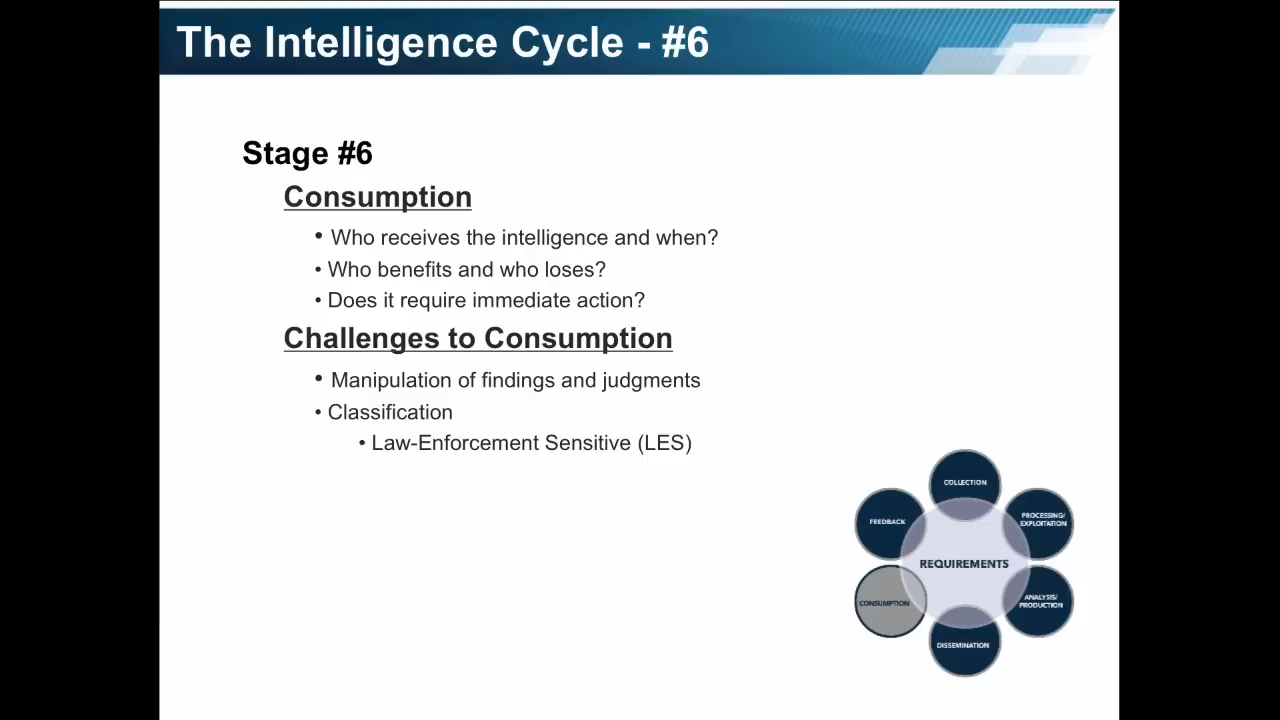 The Intelligence Cycle - #6
Stage #6
Consumption
• Who receives the intelligence and when?
• Who benefits and who loses?
• Does it require immediate action?
Challenges to Consumption
• Manipulation of findings and judgments
• Classification
• Law-Enforcement Sensitive (LES)
COLLECTION
FEEDBACK
PROCESSING/
EXPLOITATION
REQUIREMENTS
CONSUMPTION
ANALYSIS/
PRODUCTION
DISSEMINATION